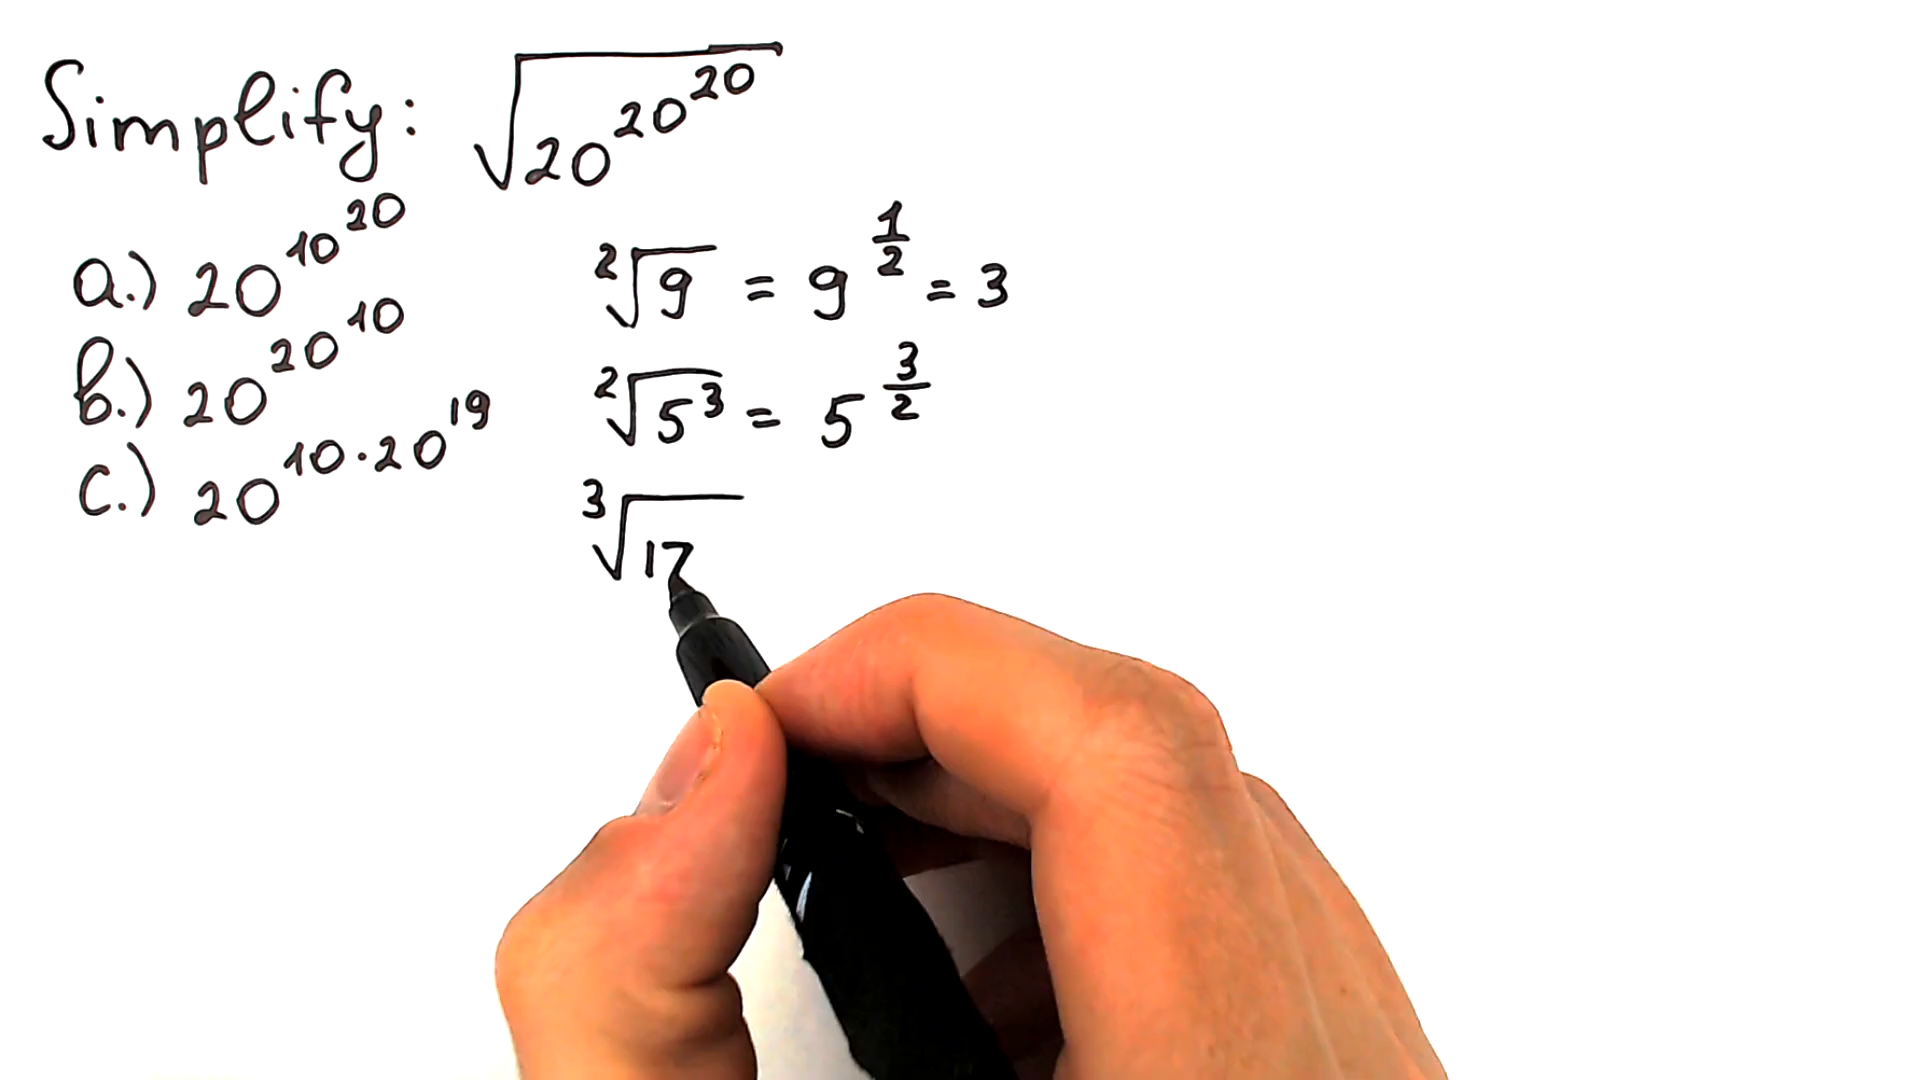 Simplify: √20^20^20
a.) 20^10^20
b.) 20^20^10
c.) 20^10·20^19
²√9 = 9^1/2 = 3
²√5³ = 5^3/2
³√17